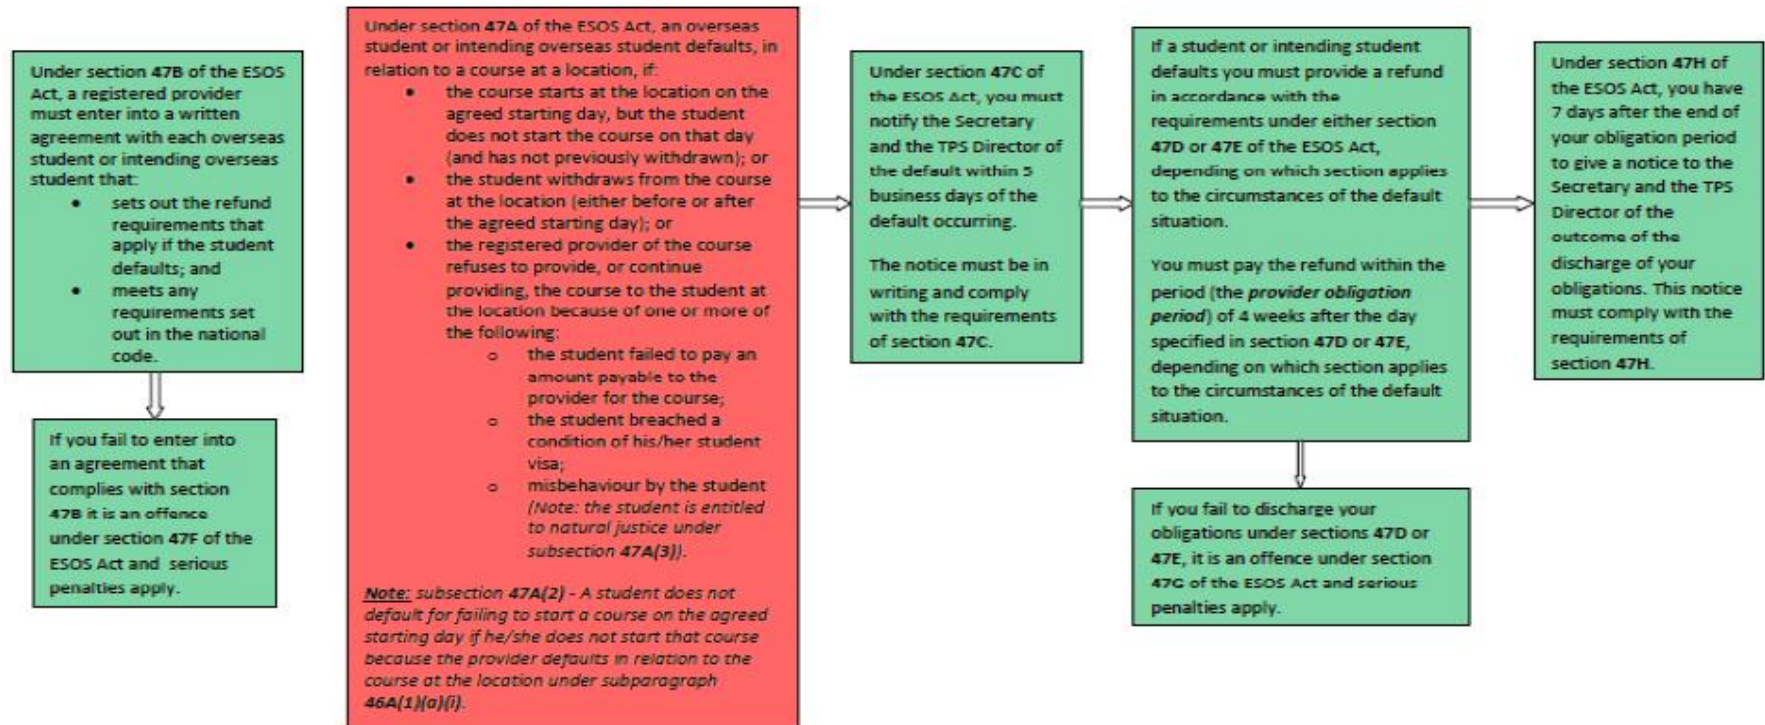 Under section 47B of the ESOS
Act, a registered provider
must enter into a written
agreement with each overseas
student or intending overseas
student that:
• sets out the refund
requirements that
apply if the student
defaults; and
• meets any
requirements set
out in the national
code.
If you fail to enter into
an agreement that
complies with section
47B it is an offence
under section 47F of the
ESOS Act and serious
penalties apply.
Under section 47A of the ESOS Act, an overseas
student or intending overseas student defaults, in
relation to a course at a location, if:
• the course starts at the location on the
agreed starting day, but the student
does not start the course on that day
(and has not previously withdrawn); or
• the student withdraws from the course
at the location (either before or after
the agreed starting day); or
• the registered provider of the course
refuses to provide, or continue
providing, the course to the student at
the location because of one or more of
the following:
o the student failed to pay an
amount payable to the
provider for the course;
o the student breached a
condition of his/her student
visa;
o misbehaviour by the student
(Note: the student is entitled
to natural justice under
subsection 47A(3)).
Note: subsection 47A(2) - A student does not
default for failing to start a course on the agreed
starting day if he/she does not start that course
because the provider defaults in relation to the
course at the location under subparagraph
46A(1)(a)(i).
Under section 47C of
the ESOS Act, you must
notify the Secretary
and the TPS Director of
the default within 5
business days of the
default occurring.
The notice must be in
writing and comply
with the requirements
of section 47C.
If a student or intending student
defaults you must provide a refund
in accordance with the
requirements under either section
47D or 47E of the ESOS Act,
depending on which section applies
to the circumstances of the default
situation.
You must pay the refund within the
period (the provider obligation
period) of 4 weeks after the day
specified in section 47D or 47E,
depending on which section applies
to the circumstances of the default
situation.
If you fail to discharge your
obligations under sections 47D or
47E, it is an offence under section
47G of the ESOS Act and serious
penalties apply.
Under section 47H of
the ESOS Act, you have
7 days after the end of
your obligation period
to give a notice to the
Secretary and the TPS
Director of the
outcome of the
discharge of your
obligations. This notice
must comply with the
requirements of
section 47H.